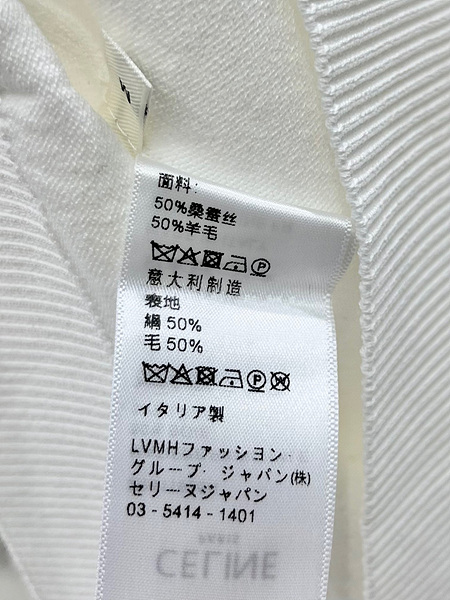 面料:
50%桑蚕丝
50%羊毛
意大利制造
表地
絹 50%
毛 50%
イタリア製
LVMHファッション・
グループ・ジャパン(株)
セリーヌジャパン
03-5414-1401
CELINE
PARIS